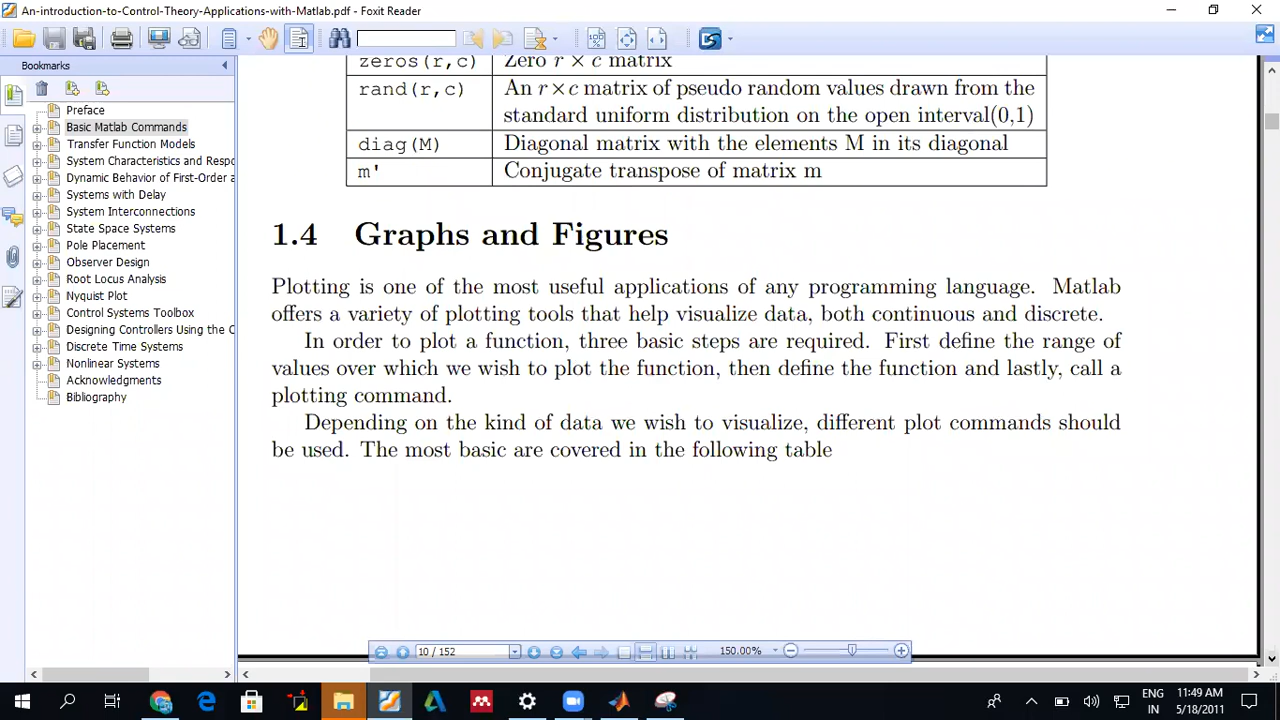 An-introduction-to-Control-Theory-Applications-with-Matlab.pdf - Foxit Reader
Bookmarks
Preface
Basic Matlab Commands
Transfer Function Models
System Characteristics and Respo
Dynamic Behavior of First-Order a
Systems with Delay
System Interconnections
State Space Systems
Pole Placement
Observer Design
Root Locus Analysis
Nyquist Plot
Control Systems Toolbox
Designing Controllers Using the C
Discrete Time Systems
Nonlinear Systems
Acknowledgments
Bibliography
zeros(r,c) Zero r × c matrix
rand(r,c) An r×c matrix of pseudo random values drawn from the
standard uniform distribution on the open interval(0,1)
diag(M) Diagonal matrix with the elements M in its diagonal
m' Conjugate transpose of matrix m
1.4 Graphs and Figures
Plotting is one of the most useful applications of any programming language. Matlab
offers a variety of plotting tools that help visualize data, both continuous and discrete.
In order to plot a function, three basic steps are required. First define the range of
values over which we wish to plot the function, then define the function and lastly, call a
plotting command.
Depending on the kind of data we wish to visualize, different plot commands should
be used. The most basic are covered in the following table
10 / 152 150.00%
ENG 11:49 AM
IN 5/18/2011